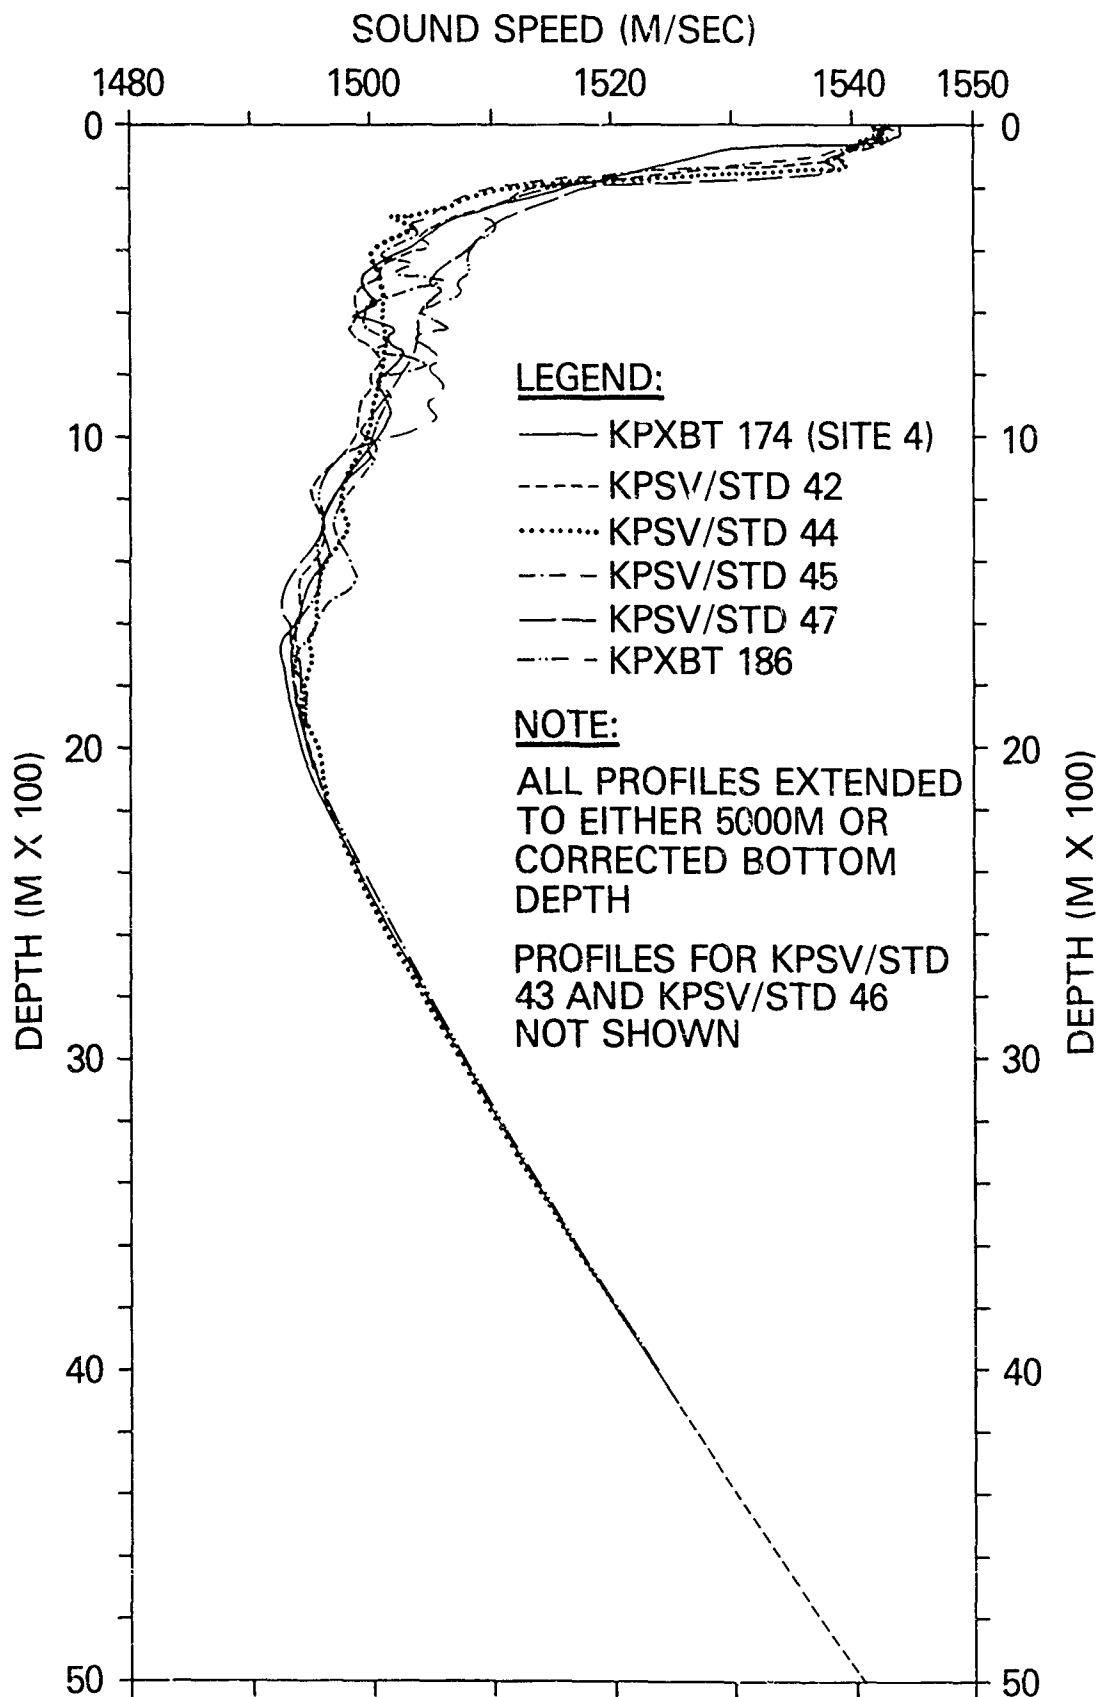 SOUND SPEED (M/SEC)
1480 1500 1520 1540 1550
0 0
LEGEND:
KPXBT 174 (SITE 4)
10 10
KPSV/STD 42
KPSV/STD 44
KPSV/STD 45
KPSV/STD 47
KPXBT 186
NOTE:
20 20
ALL PROFILES EXTENDED
TO EITHER 5000M OR
CORRECTED BOTTOM
DEPTH
DEPTH (M X 100)
DEPTH (M X 100)
PROFILES FOR KPSV/STD
43 AND KPSV/STD 46
NOT SHOWN
30 30
40 40
50 50